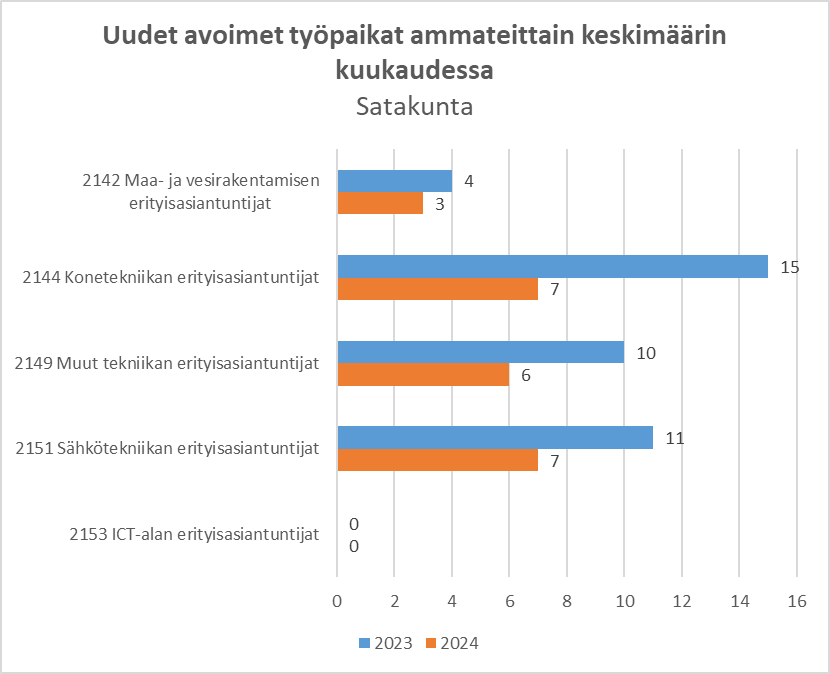 Uudet avoimet työpaikat ammateittain keskimäärin
kuukaudessa
Satakunta
2142 Maa- ja vesirakentamisen
erityisasiantuntijat
4
3
2144 Konetekniikan erityisasiantuntijat
15
7
2149 Muut tekniikan erityisasiantuntijat
10
6
2151 Sähkötekniikan erityisasiantuntijat
11
7
2153 ICT-alan erityisasiantuntijat
0
0
0 2 4 6 8 10 12 14 16
2023 2024